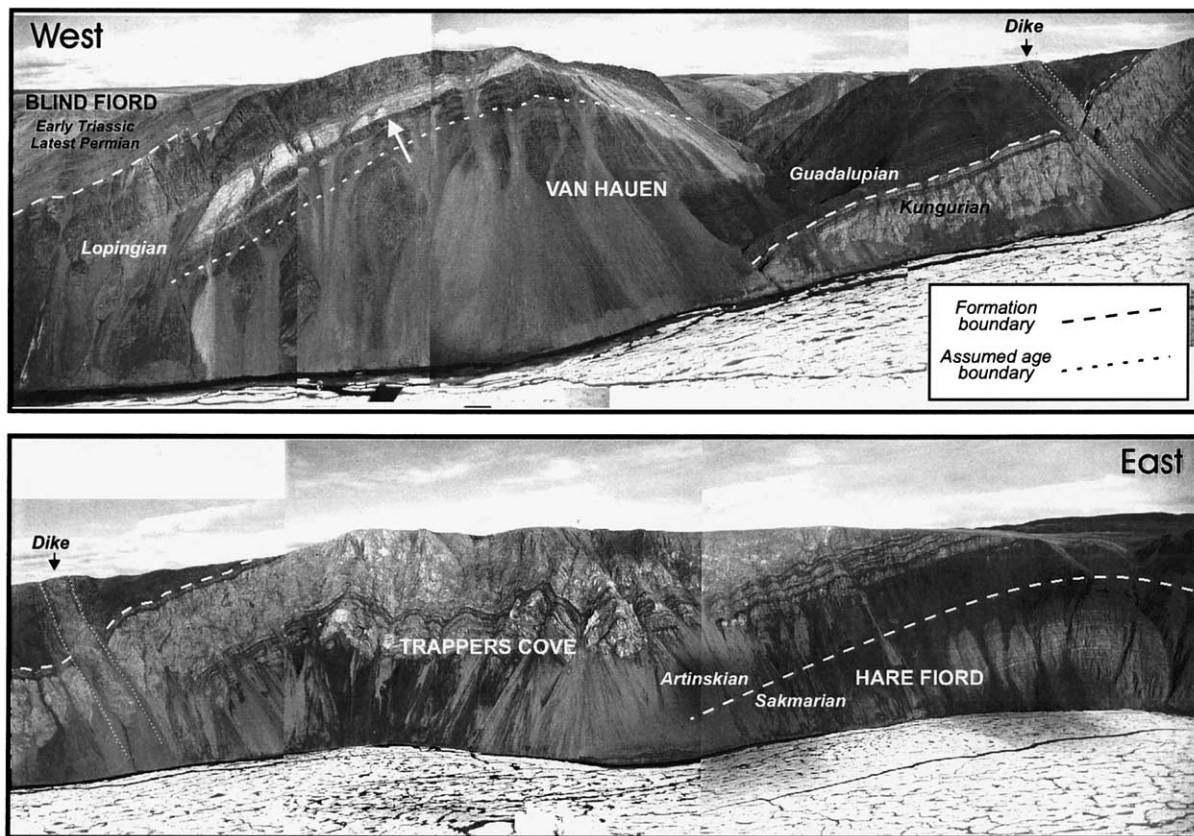 West
Dike
BLIND FIORD
Early Triassic
Latest Permian
VAN HAUEN
Guadalupian
Kungurian
Lopingian
Formation
boundary
Assumed age
boundary
East
Dike
TRAPPERS COVE
Artinskian
Sakmarian
HARE FIORD